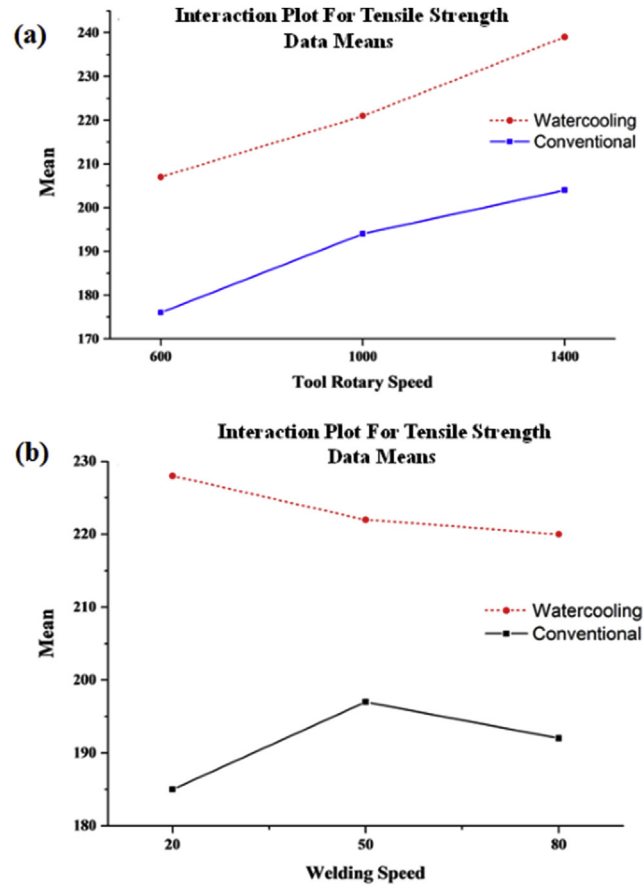 (a)
Interaction Plot For Tensile Strength
Data Means
240
230
220
210
200
190
180
170
Mean
Watercooling
Conventional
600
1000
1400
Tool Rotary Speed
(b)
Interaction Plot For Tensile Strength
Data Means
230
220
210
200
190
180
Mean
Watercooling
Conventional
20
50
80
Welding Speed